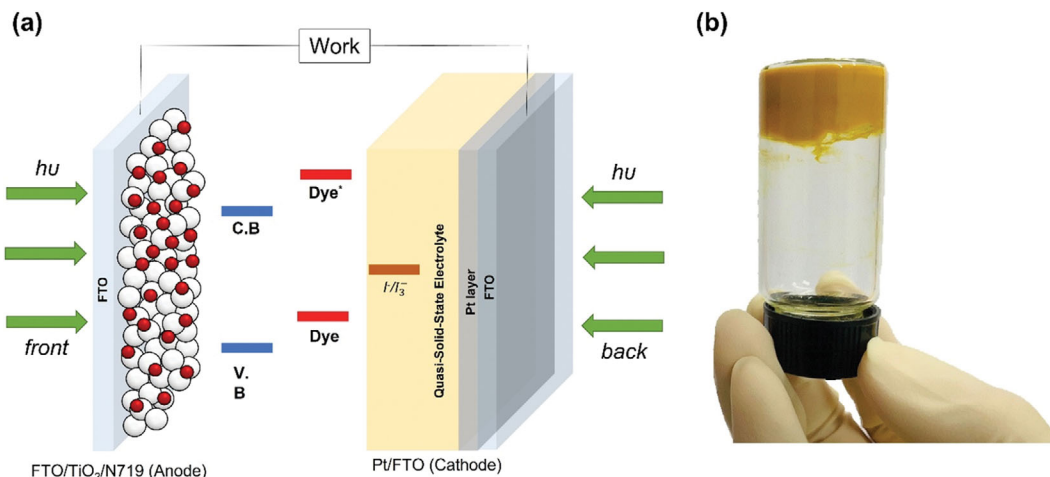 (a)
Work
(b)
hυ
front
FTO
C.B
V.
B
Dye*
Dye
I-/I3−
Quasi-Solid-State Electrolyte
Pt layer
FTO
hυ
back
FTO/TiO2/N719 (Anode)
Pt/FTO (Cathode)